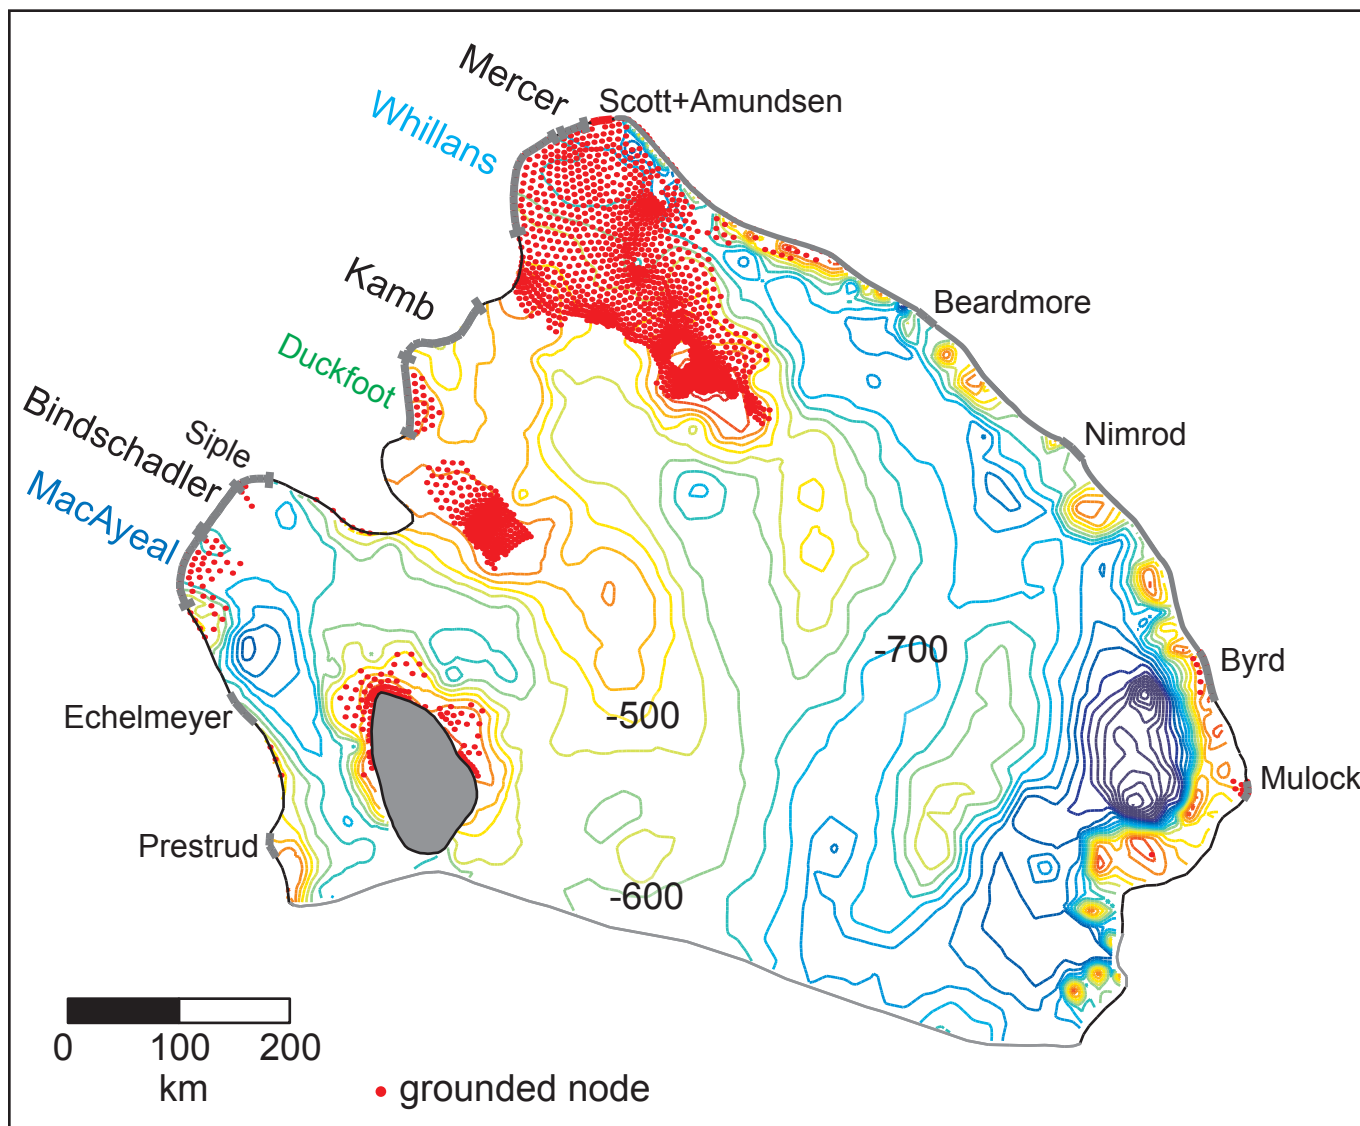 Mercer
Scott+Amundsen
Whillans
Kamb
Beardmore
Duckfoot
Nimrod
Siple
Bindschadler
MacAyeal
-700
Byrd
Echelmeyer
-500
Mulock
Prestrud
-600
0 100 200
km
grounded node